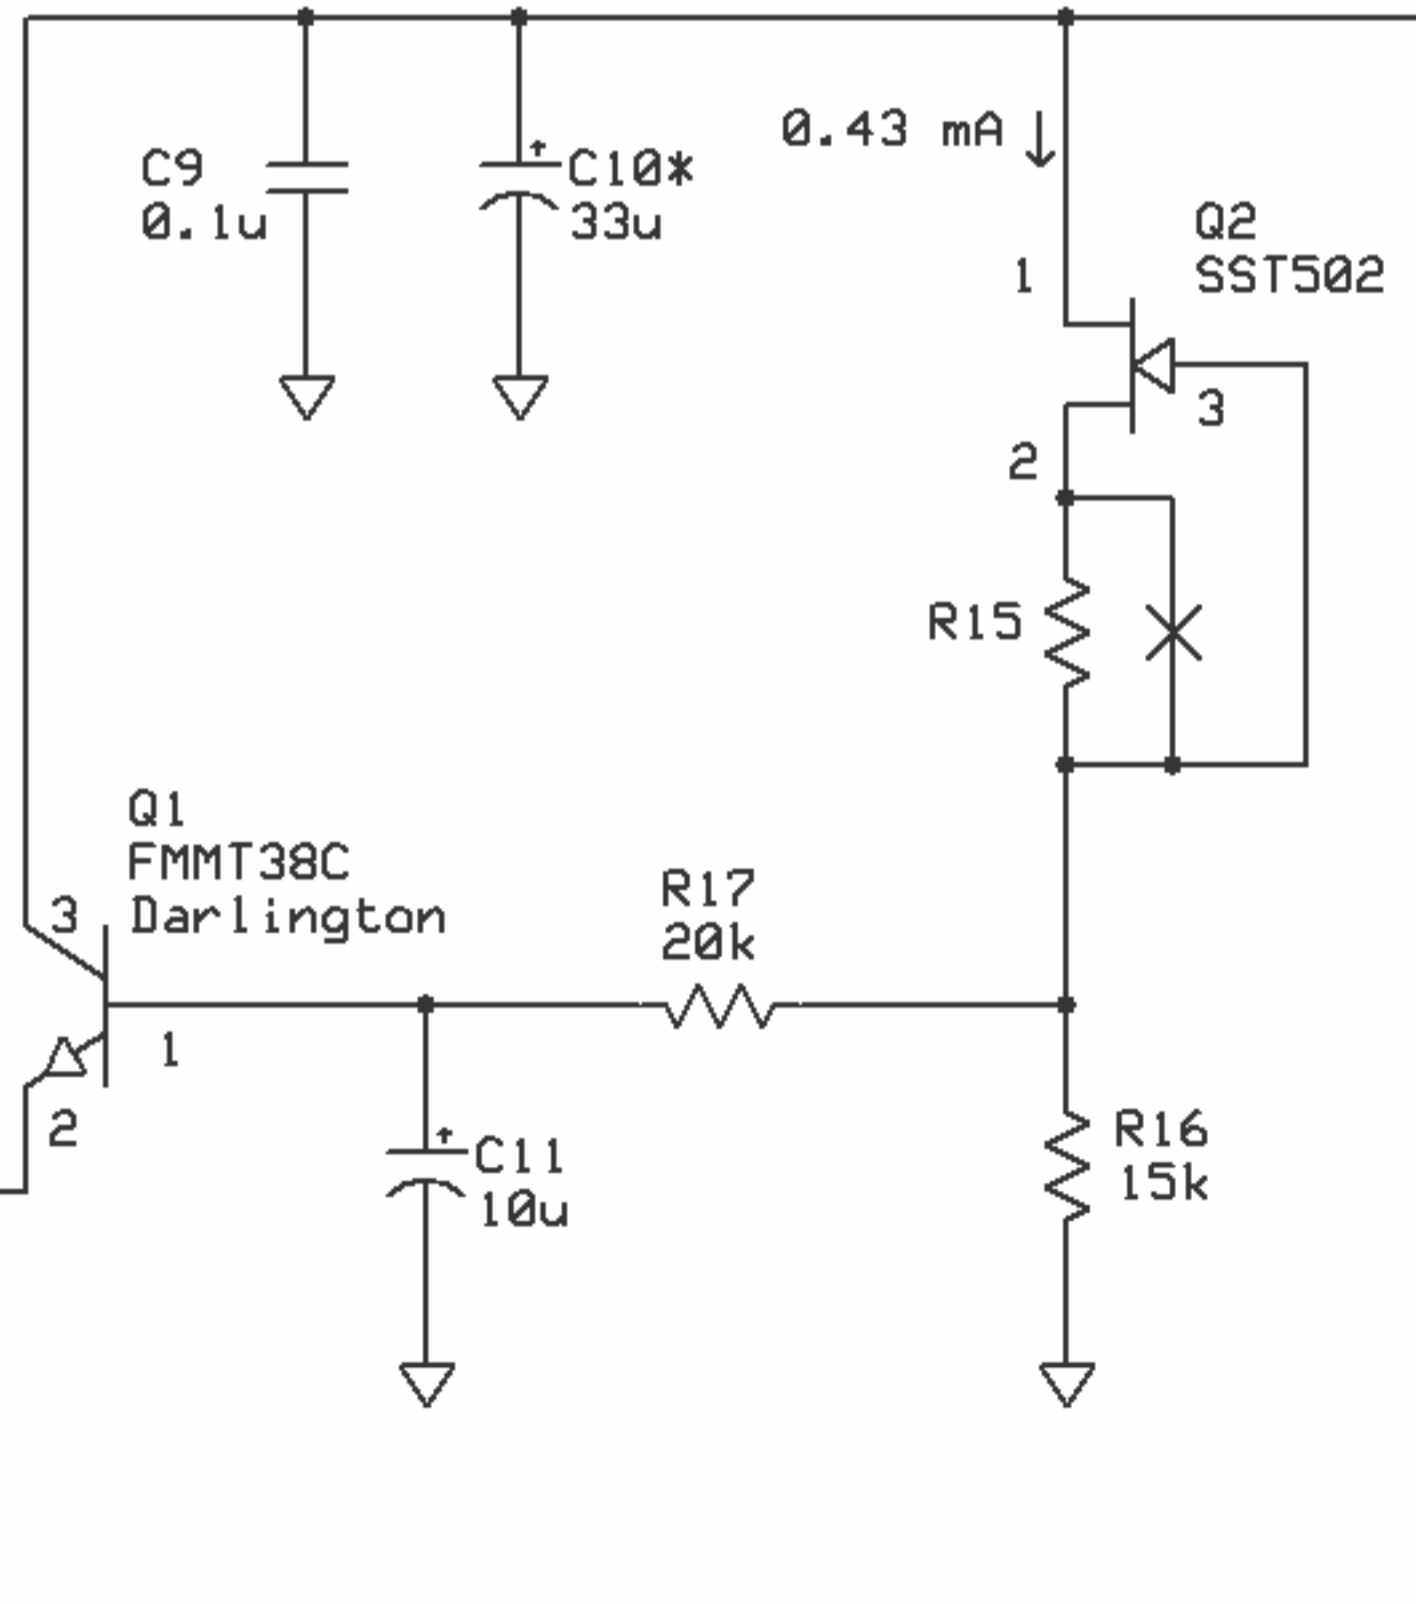 0.43 mA
C9
0.1u
+
C10*
33u
Q2
SST502
1
3
2
R15
Q1
FMMT38C
Darlington
3
1
2
R17
20k
+
C11
10u
R16
15k